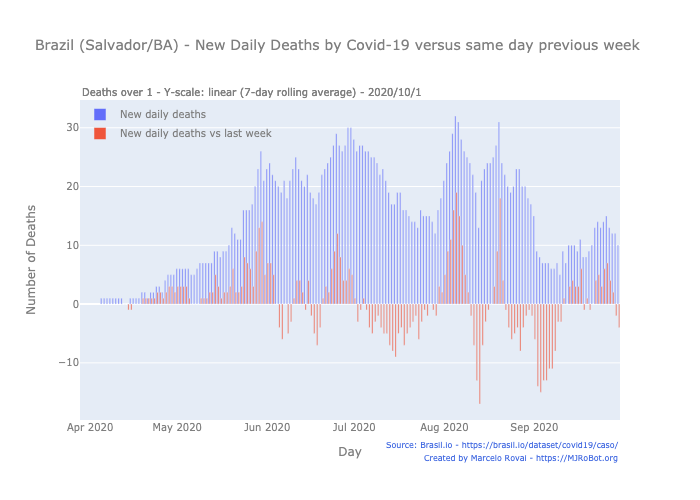 Brazil (Salvador/BA) - New Daily Deaths by Covid-19 versus same day previous week
Deaths over 1 - Y-scale: linear (7-day rolling average) - 2020/10/1
New daily deaths
New daily deaths vs last week
Number of Deaths
30
20
10
0
−10
Apr 2020 May 2020 Jun 2020 Jul 2020 Aug 2020 Sep 2020
Day
Source: Brasil.io - https://brasil.io/dataset/covid19/caso/
Created by Marcelo Rovai - https://MJRoBot.org